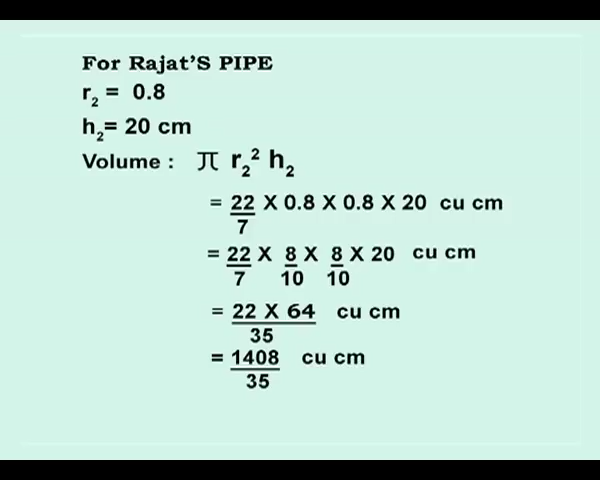 For Rajat'S PIPE
r₂ = 0.8
h₂= 20 cm
Volume : π r₂² h₂
= 22/7 X 0.8 X 0.8 X 20 cu cm
= 22/7 X 8/10 X 8/10 X 20 cu cm
= 22 X 64/35 cu cm
= 1408/35 cu cm